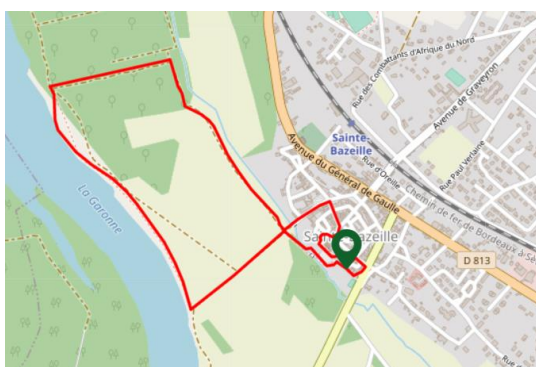 Rue des Combattants d'Afrique du Nord
Avenue de Graveyron
Sainte-
Bazeille
Rue d'Oreille
Rue Paul Verlaine
Avenue du Général de Gaulle
Chemin de fer de Bordeaux à Sè
La Garonne
Sainte-Bazeille
D 813